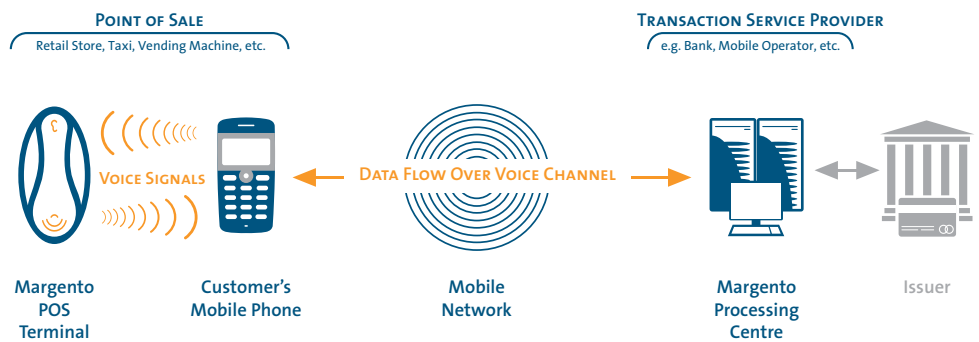 Point of Sale
Retail Store, Taxi, Vending Machine, etc.
Transaction Service Provider
e.g. Bank, Mobile Operator, etc.
Voice Signals
Data Flow Over Voice Channel
Margento
POS
Terminal
Customer's
Mobile Phone
Mobile
Network
Margento
Processing
Centre
Issuer